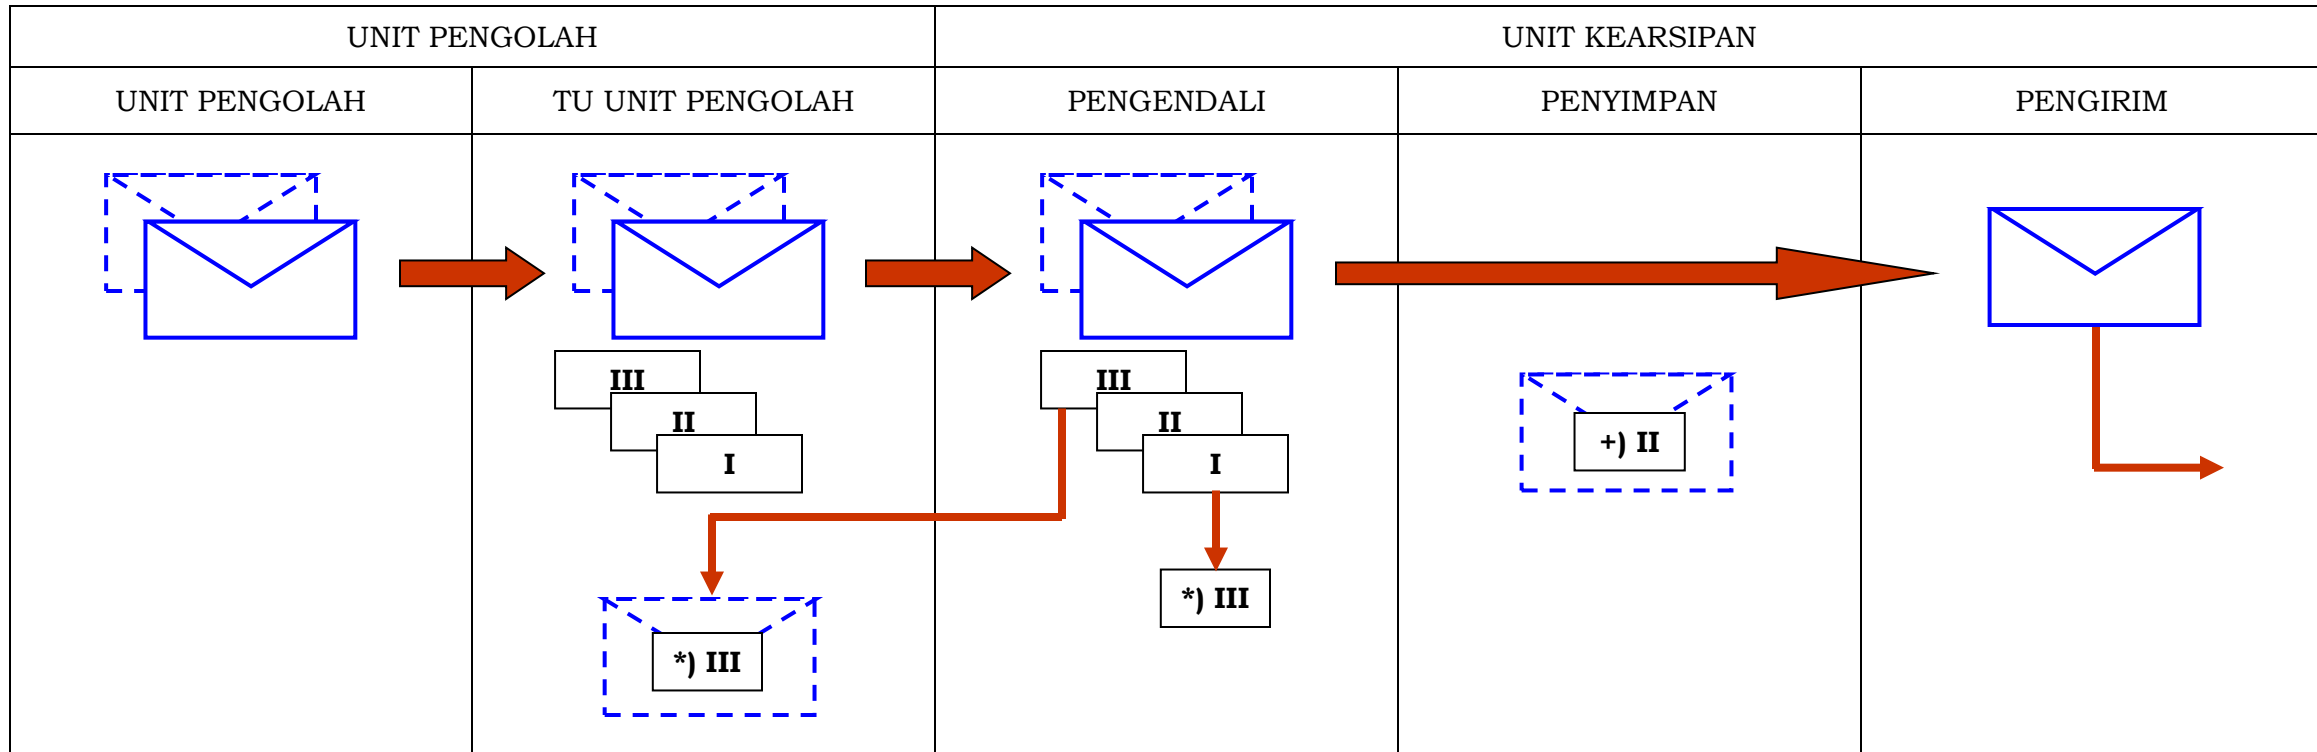 UNIT PENGOLAH
UNIT KEARSIPAN
UNIT PENGOLAH
TU UNIT PENGOLAH
PENGENDALI
PENYIMPAN
PENGIRIM
III
II
I
III
II
I
+) II
*) III
*) III